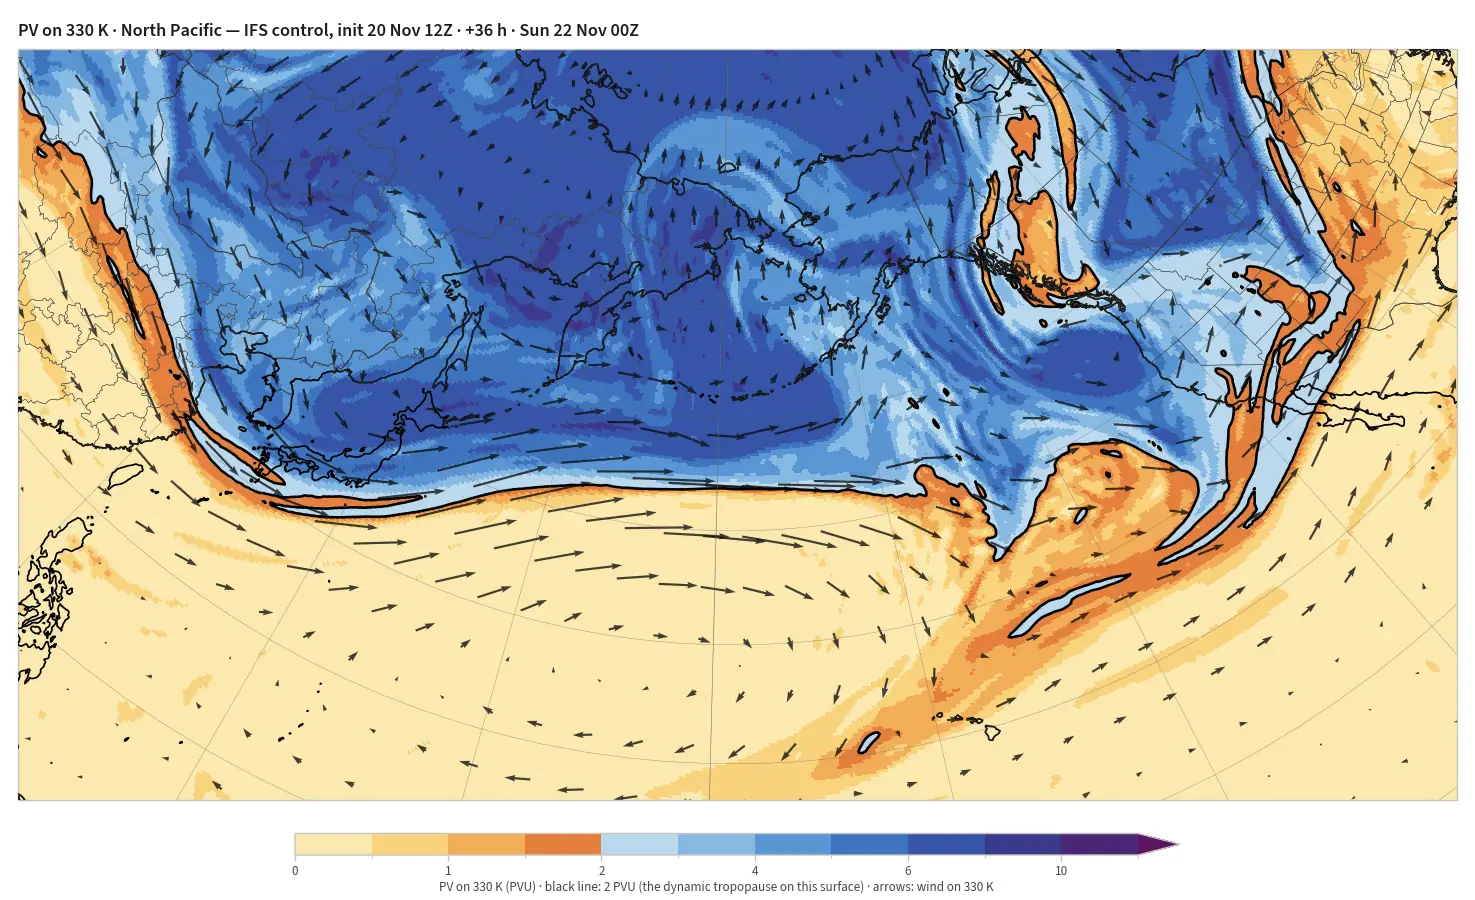 PV on 330 K · North Pacific — IFS control, init 20 Nov 12Z · +36 h · Sun 22 Nov 00Z
0 1 2 4 6 10
PV on 330 K (PVU) · black line: 2 PVU (the dynamic tropopause on this surface) · arrows: wind on 330 K